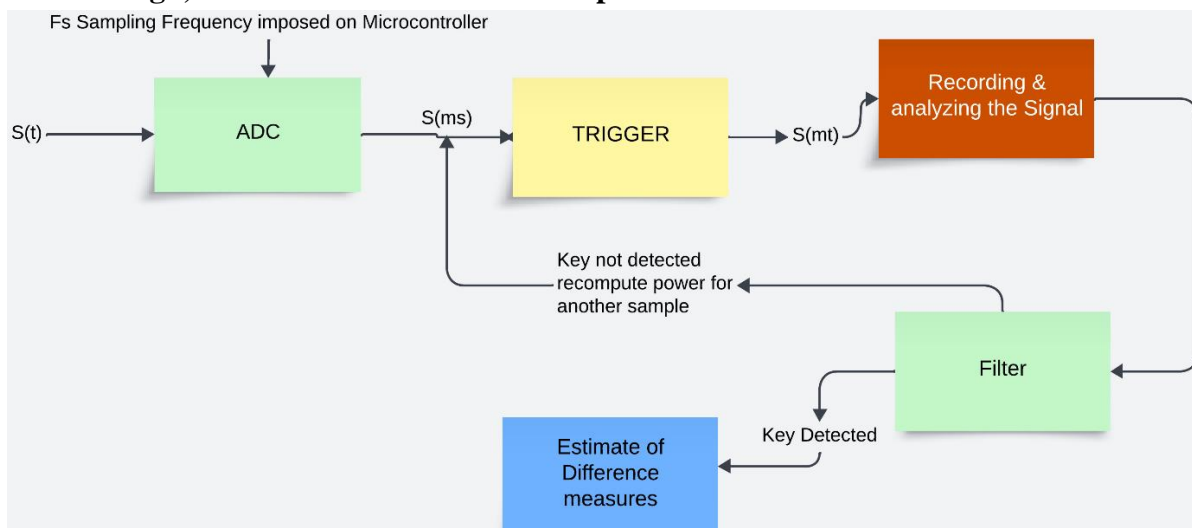 Fs Sampling Frequency imposed on Microcontroller
S(t)
ADC
S(ms)
TRIGGER
S(mt)
Recording &
analyzing the Signal
Key not detected
recompute power for
another sample
Filter
Key Detected
Estimate of
Difference
measures